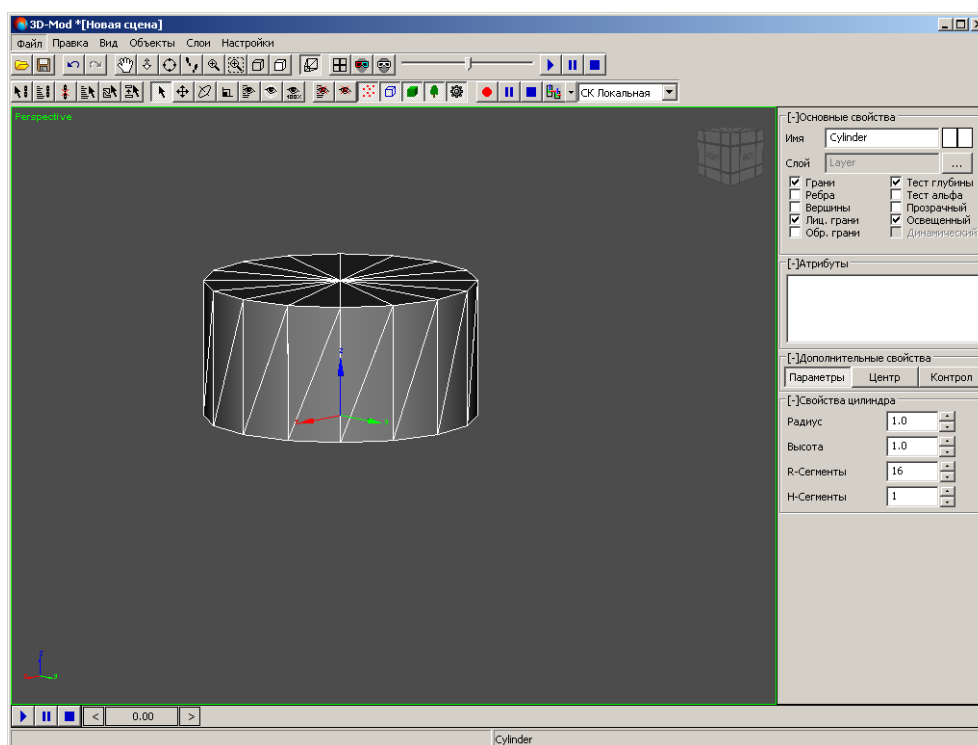 3D-Mod *[Новая сцена]
Файл Правка Вид Объекты Слои Настройки
100%
СК Локальная
Perspective
[-]Основные свойства
Имя Cylinder
Слой Layer ...
Грани Тест глубины
Ребра Тест альфа
Вершины Прозрачный
Лиц. грани Освещенный
Обр. грани Динамический
[-]Атрибуты
[-]Дополнительные свойства
Параметры Центр Контрол
[-]Свойства цилиндра
Радиус 1.0
Высота 1.0
R-Сегменты 16
H-Сегменты 1
z
y
z
y
< 0.00 >
Cylinder